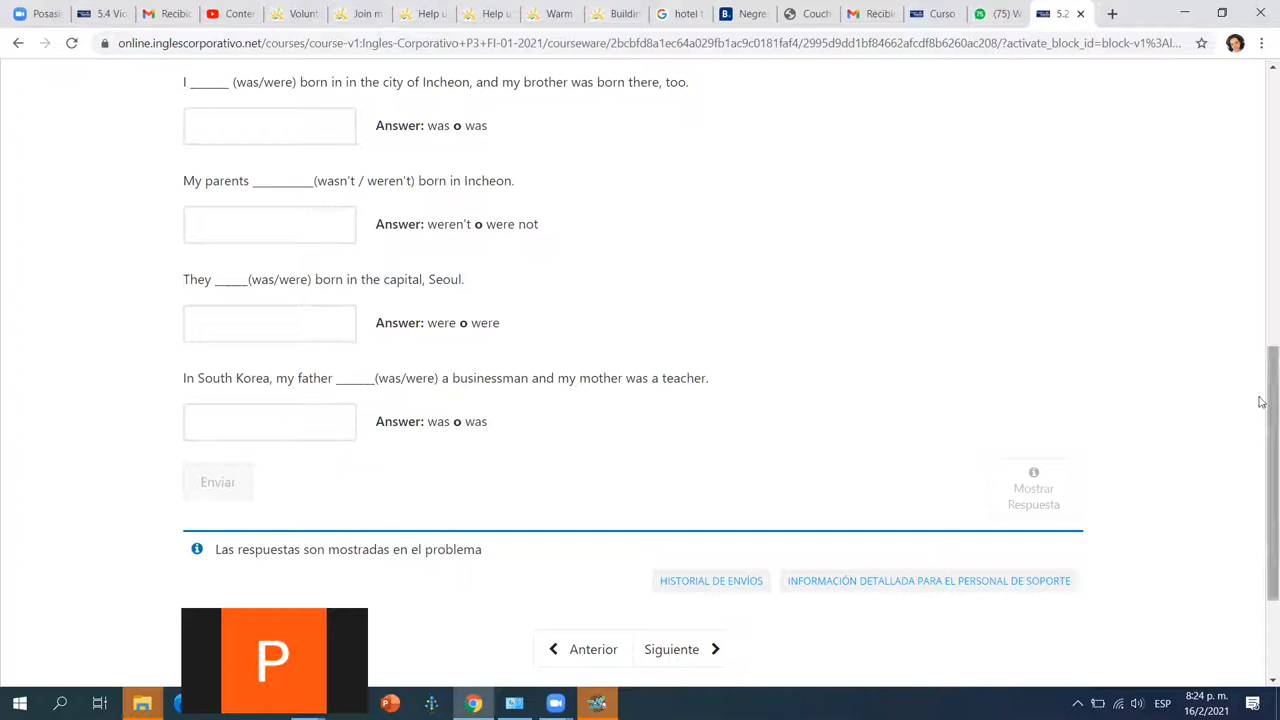 Posasi
5.4 Vi
Recibic
Conter
Volunt
Join r
Help u
Help u
Warn
Buildin
hotel t
Negre
Couch
Recibie
Curso
(75) W
5.2
online.inglescorporativo.net/courses/course-v1:Ingles-Corporativo+P3+FI-01-2021/courseware/2bcbfd8a1ec64a029fb1ac9c0181faf4/2995d9dd1bf84662afcdf8b6260ac208/?activate_block_id=block-v1%3AI...
I ______ (was/were) born in in the city of Incheon, and my brother was born there, too.
Answer: was o was
My parents __________(wasn't / weren't) born in Incheon.
Answer: weren't o were not
They _____(was/were) born in the capital, Seoul.
Answer: were o were
In South Korea, my father ______(was/were) a businessman and my mother was a teacher.
Answer: was o was
Enviar
Mostrar
Respuesta
Las respuestas son mostradas en el problema
HISTORIAL DE ENVÍOS
INFORMACIÓN DETALLADA PARA EL PERSONAL DE SOPORTE
Anterior
Siguiente
P
ESP
8:24 p. m.
16/2/2021